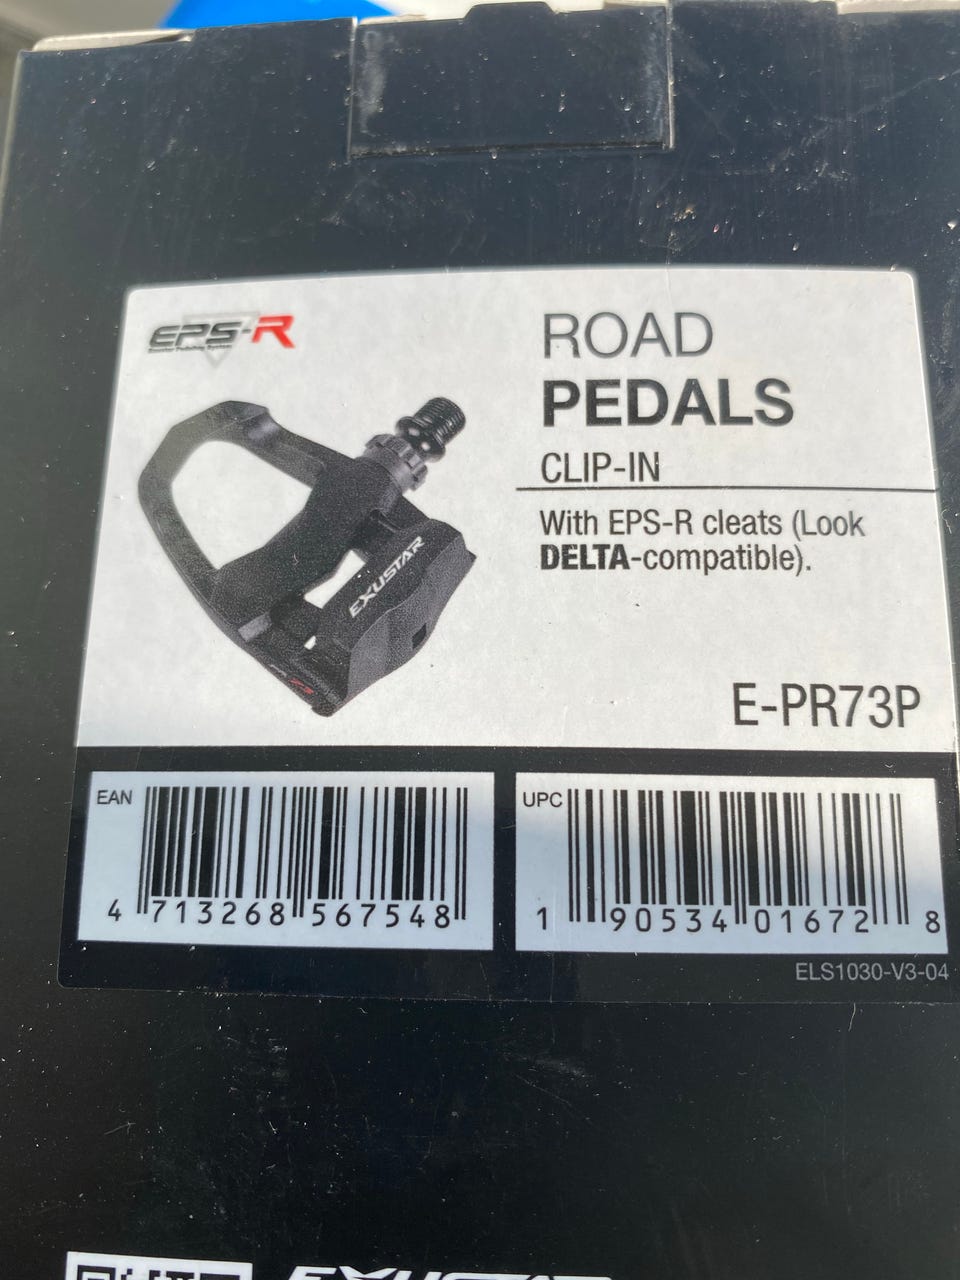 EPS-R
ROAD
PEDALS
CLIP-IN
With EPS-R cleats (Look
DELTA-compatible).
EXUSTAR
E-PR73P
EAN
4 713268 567548
UPC
1 90534 01672 8
ELS1030-V3-04
EXUSTAR